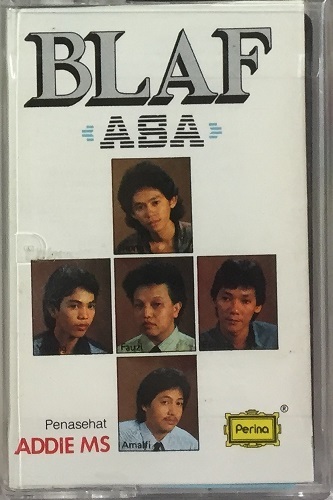 BLAF
ASA
Fauzi
Penasehat
ADDIE MS
Amalfi
Perina
®